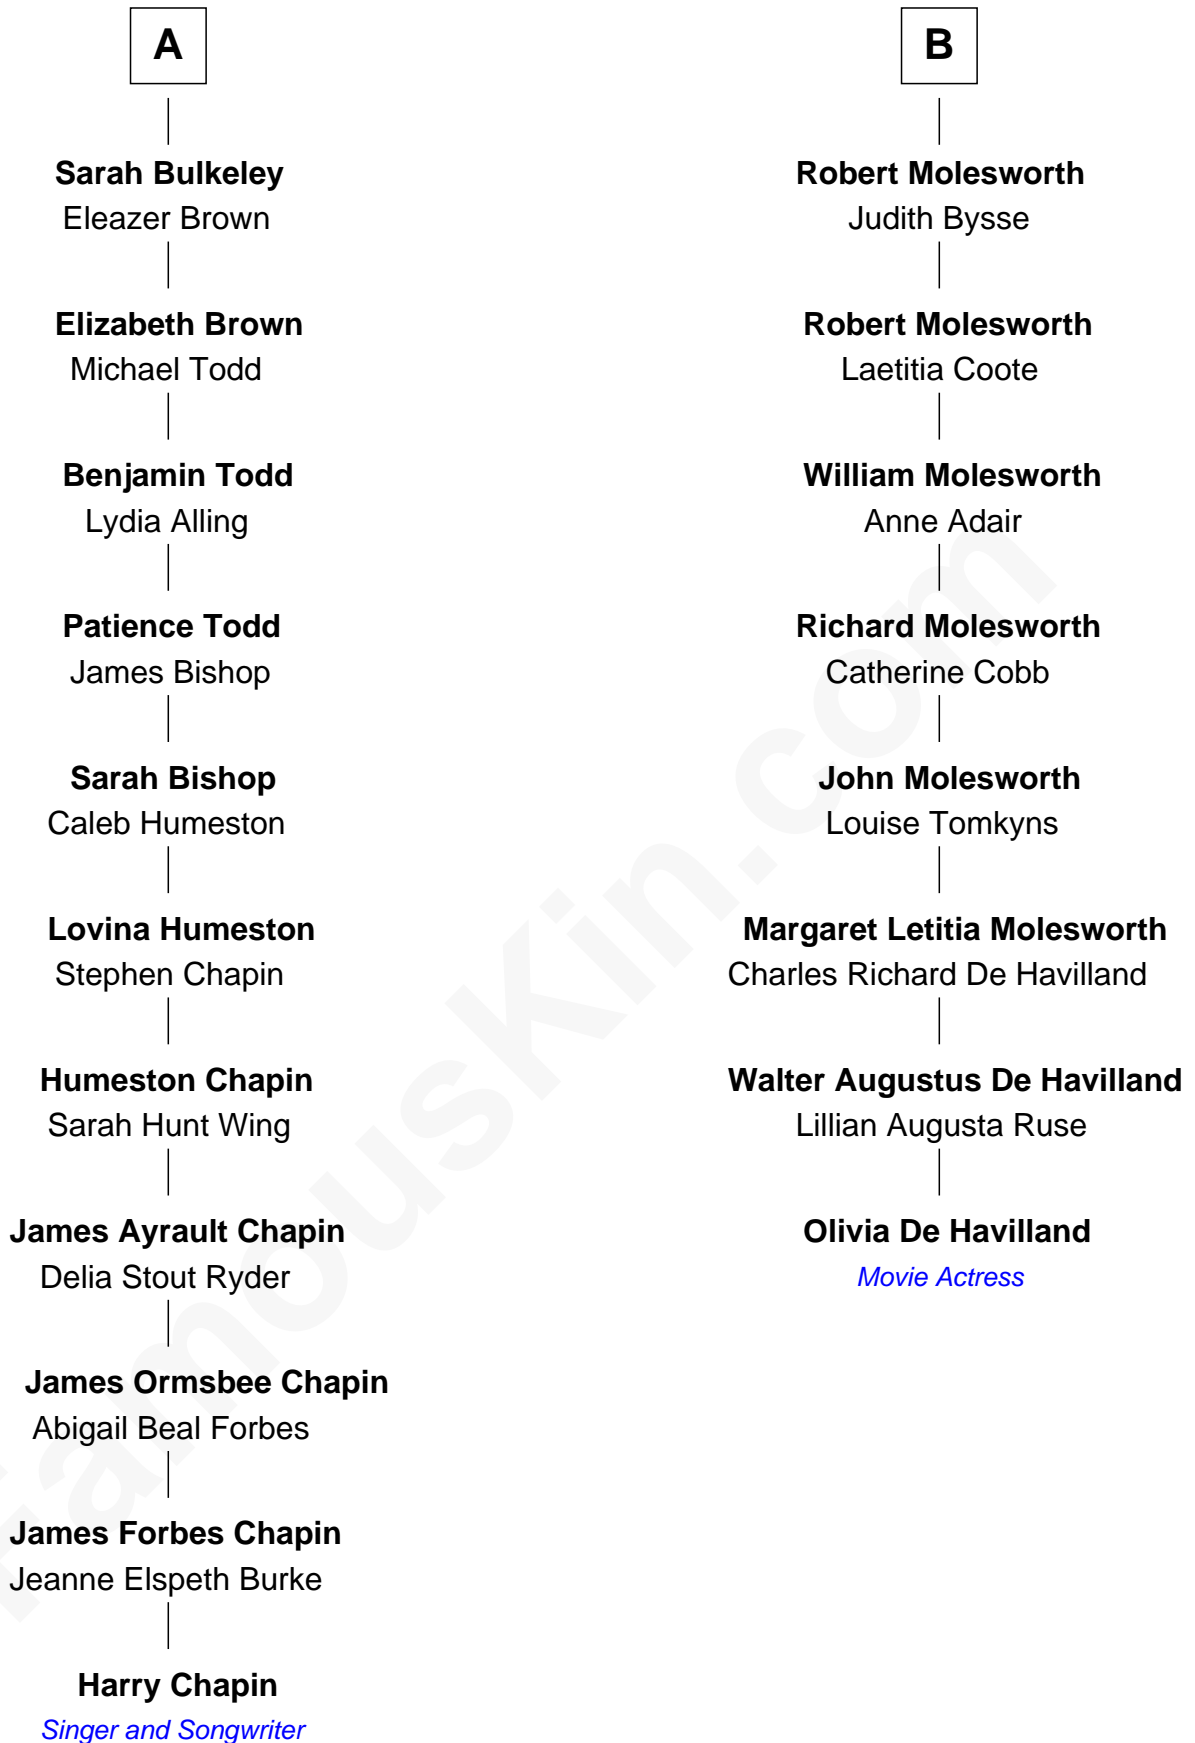 A
Sarah Bulkeley
Eleazer Brown
Elizabeth Brown
Michael Todd
Benjamin Todd
Lydia Alling
Patience Todd
James Bishop
Sarah Bishop
Caleb Humeston
Lovina Humeston
Stephen Chapin
Humeston Chapin
Sarah Hunt Wing
James Ayrault Chapin
Delia Stout Ryder
James Ormsbee Chapin
Abigail Beal Forbes
James Forbes Chapin
Jeanne Elspeth Burke
Harry Chapin
Singer and Songwriter
B
Robert Molesworth
Judith Bysse
Robert Molesworth
Laetitia Coote
William Molesworth
Anne Adair
Richard Molesworth
Catherine Cobb
John Molesworth
Louise Tomkyns
Margaret Letitia Molesworth
Charles Richard De Havilland
Walter Augustus De Havilland
Lillian Augusta Ruse
Olivia De Havilland
Movie Actress
FamousKin.com